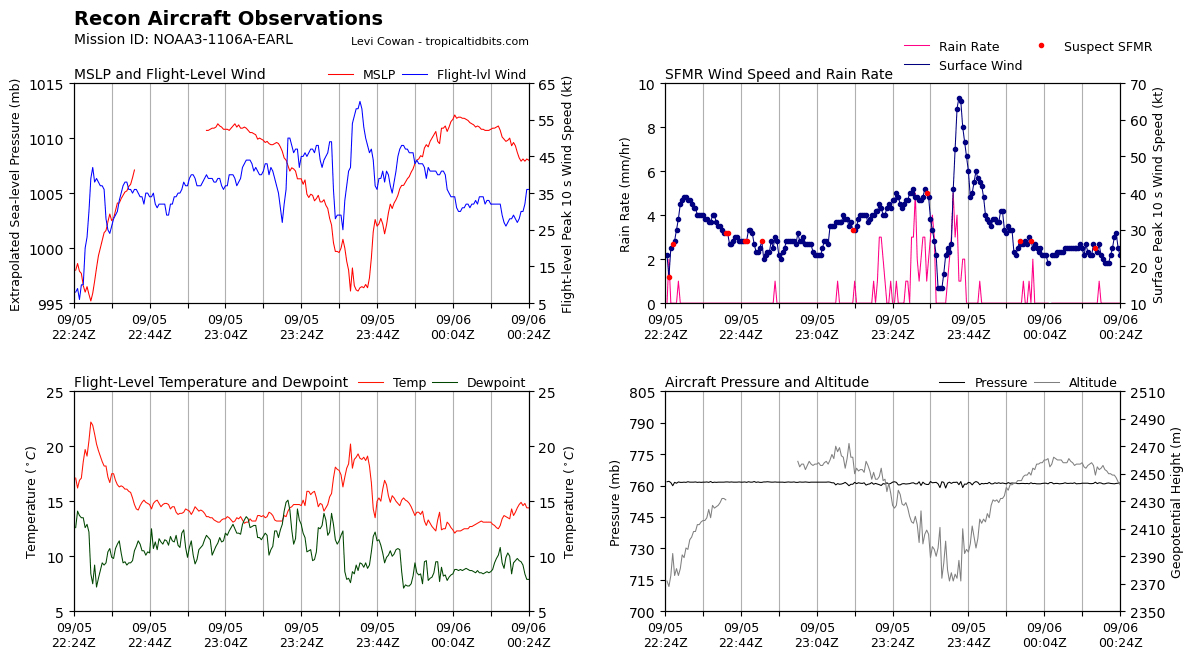 Recon Aircraft Observations
Mission ID: NOAA3-1106A-EARL
Levi Cowan - tropicaltidbits.com
MSLP and Flight-Level Wind
MSLP
Flight-lvl Wind
Extrapolated Sea-level Pressure (mb)
1015
1010
1005
1000
995
65
55
45
35
25
15
5
Flight-level Peak 10 s Wind Speed (kt)
09/05 09/05 09/05 09/05 09/05 09/06 09/06
22:24Z 22:44Z 23:04Z 23:24Z 23:44Z 00:04Z 00:24Z
Rain Rate
Suspect SFMR
Surface Wind
SFMR Wind Speed and Rain Rate
Rain Rate (mm/hr)
10
8
6
4
2
0
70
60
50
40
30
20
10
Surface Peak 10 s Wind Speed (kt)
09/05 09/05 09/05 09/05 09/05 09/06 09/06
22:24Z 22:44Z 23:04Z 23:24Z 23:44Z 00:04Z 00:24Z
Flight-Level Temperature and Dewpoint
Temp
Dewpoint
Temperature (°C)
25
20
15
10
5
25
20
15
10
5
Temperature (°C)
09/05 09/05 09/05 09/05 09/05 09/06 09/06
22:24Z 22:44Z 23:04Z 23:24Z 23:44Z 00:04Z 00:24Z
Aircraft Pressure and Altitude
Pressure
Altitude
Pressure (mb)
805
790
775
760
745
730
715
700
2510
2490
2470
2450
2430
2410
2390
2370
2350
Geopotential Height (m)
09/05 09/05 09/05 09/05 09/05 09/06 09/06
22:24Z 22:44Z 23:04Z 23:24Z 23:44Z 00:04Z 00:24Z